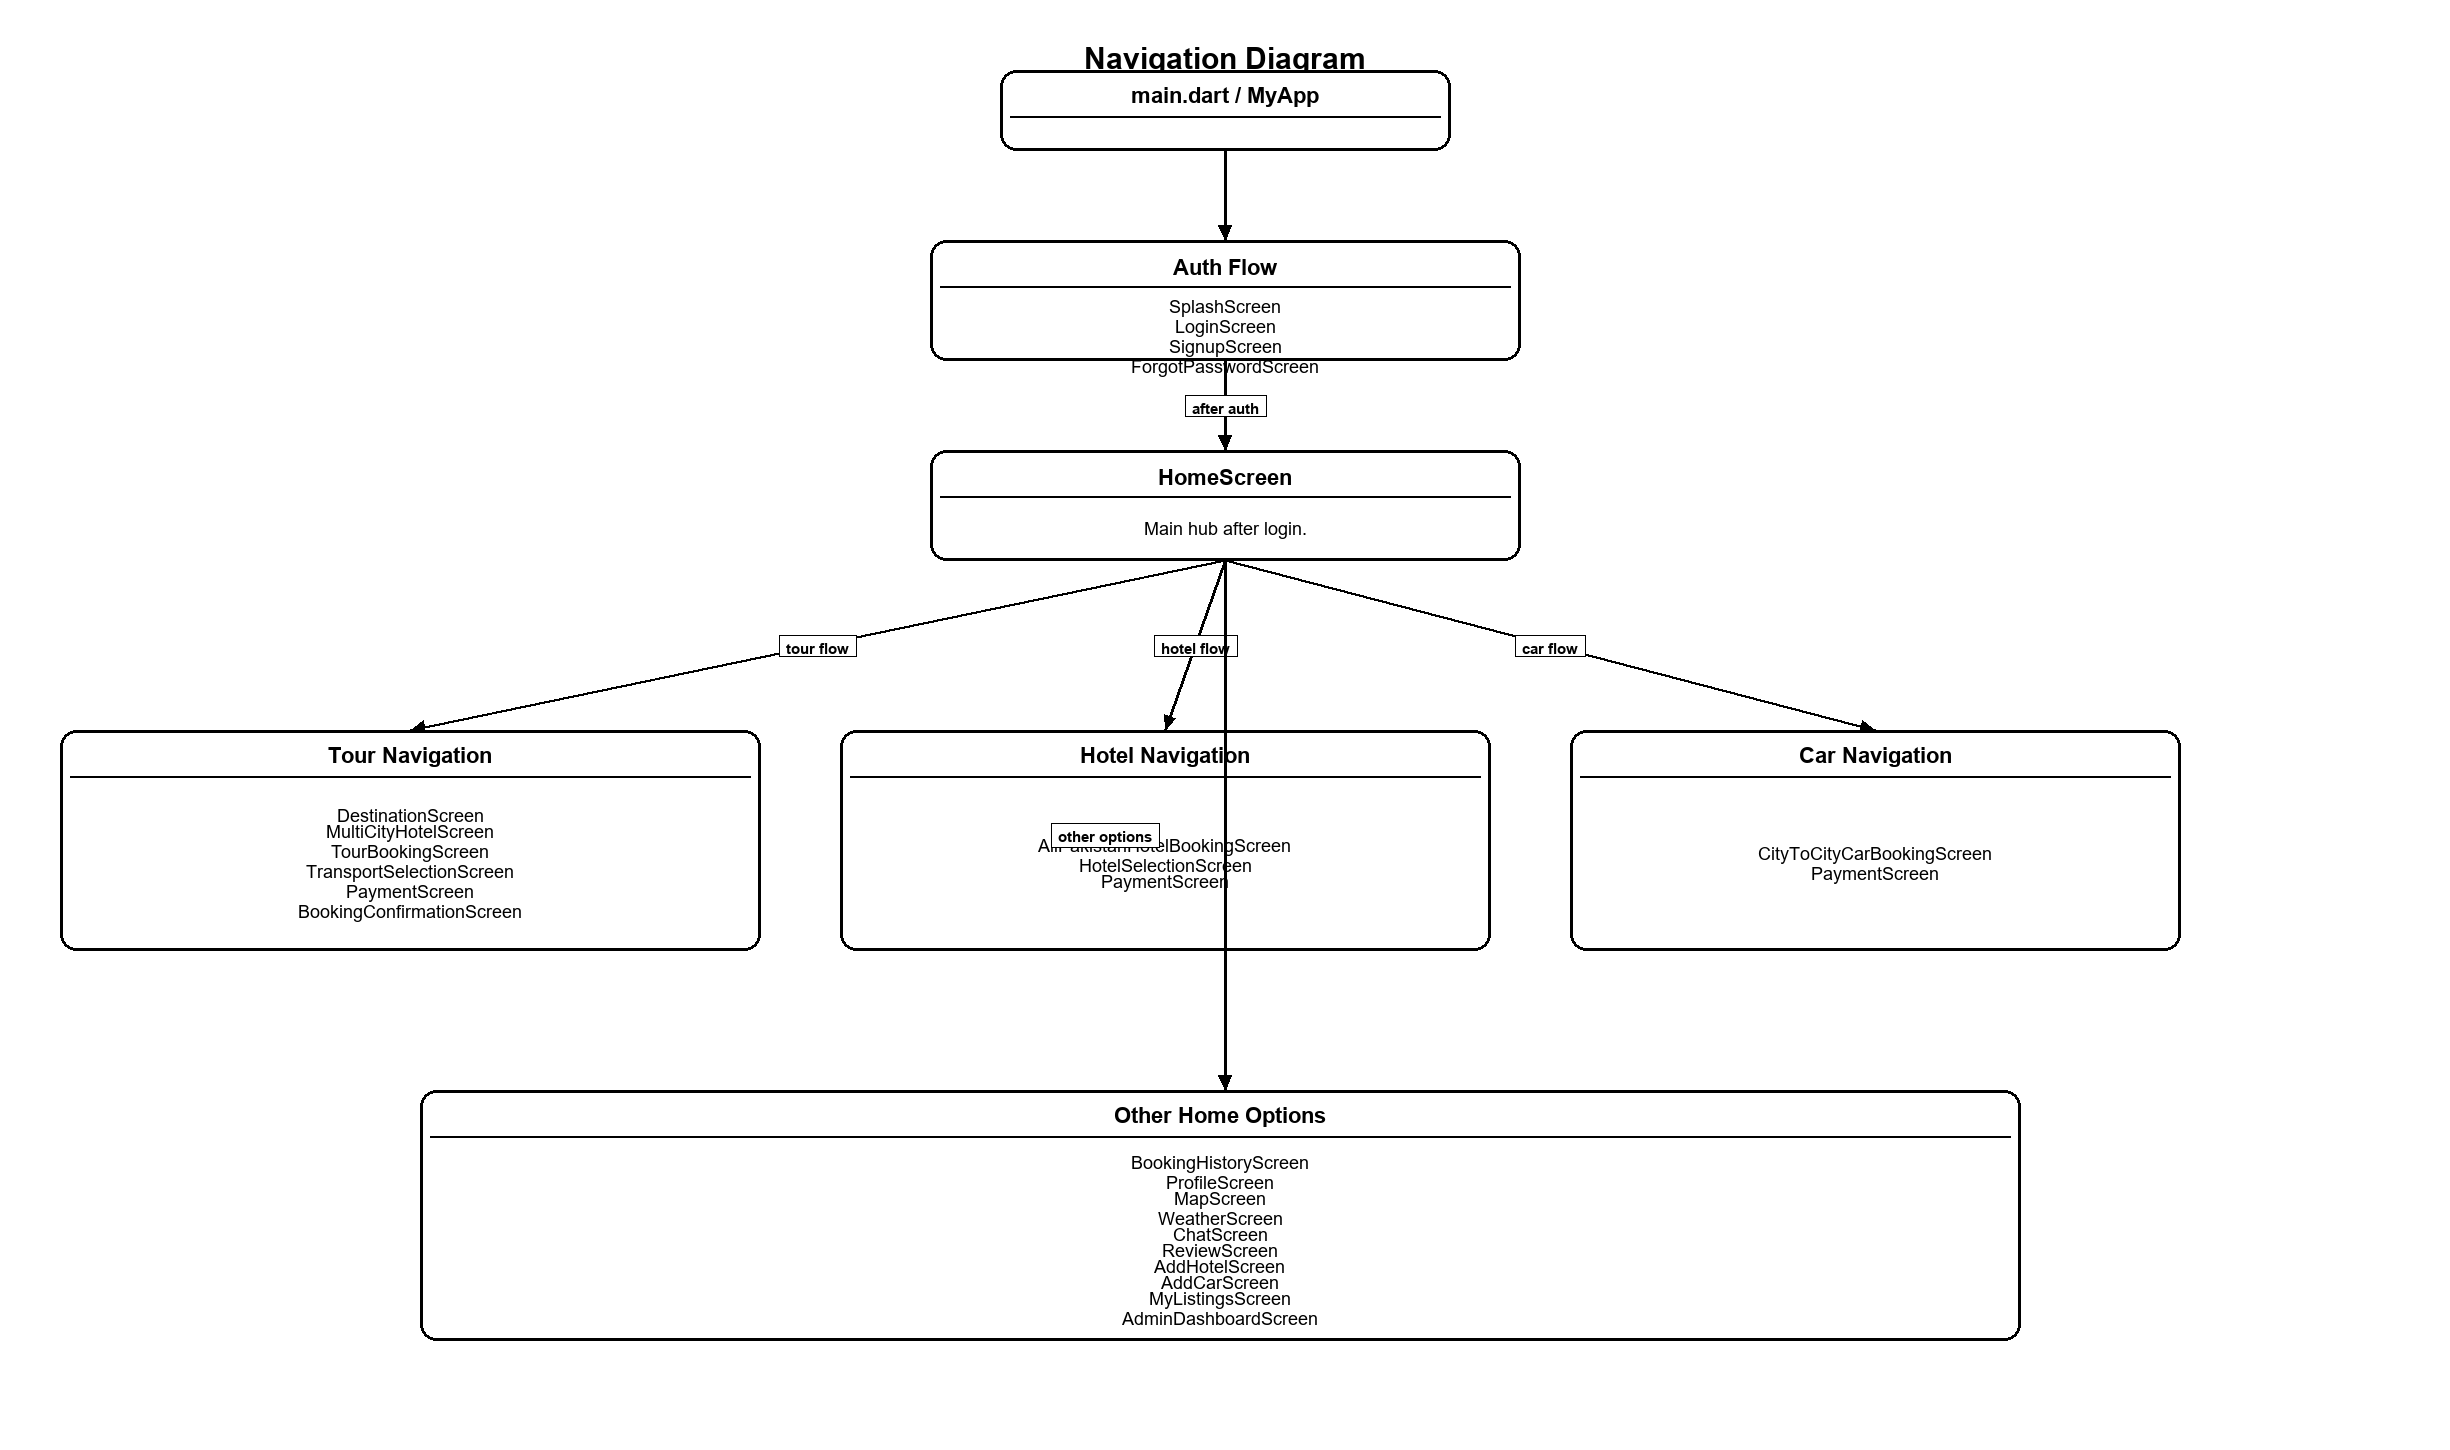 Navigation Diagram
main.dart / MyApp
Auth Flow
SplashScreen
LoginScreen
SignupScreen
ForgotPasswordScreen
after auth
HomeScreen
Main hub after login.
tour flow
hotel flow
car flow
Tour Navigation
DestinationScreen
MultiCityHotelScreen
TourBookingScreen
TransportSelectionScreen
PaymentScreen
BookingConfirmationScreen
Hotel Navigation
other options
AllPakistanHotelBookingScreen
HotelSelectionScreen
PaymentScreen
Car Navigation
CityToCityCarBookingScreen
PaymentScreen
Other Home Options
BookingHistoryScreen
ProfileScreen
MapScreen
WeatherScreen
ChatScreen
ReviewScreen
AddHotelScreen
AddCarScreen
MyListingsScreen
AdminDashboardScreen